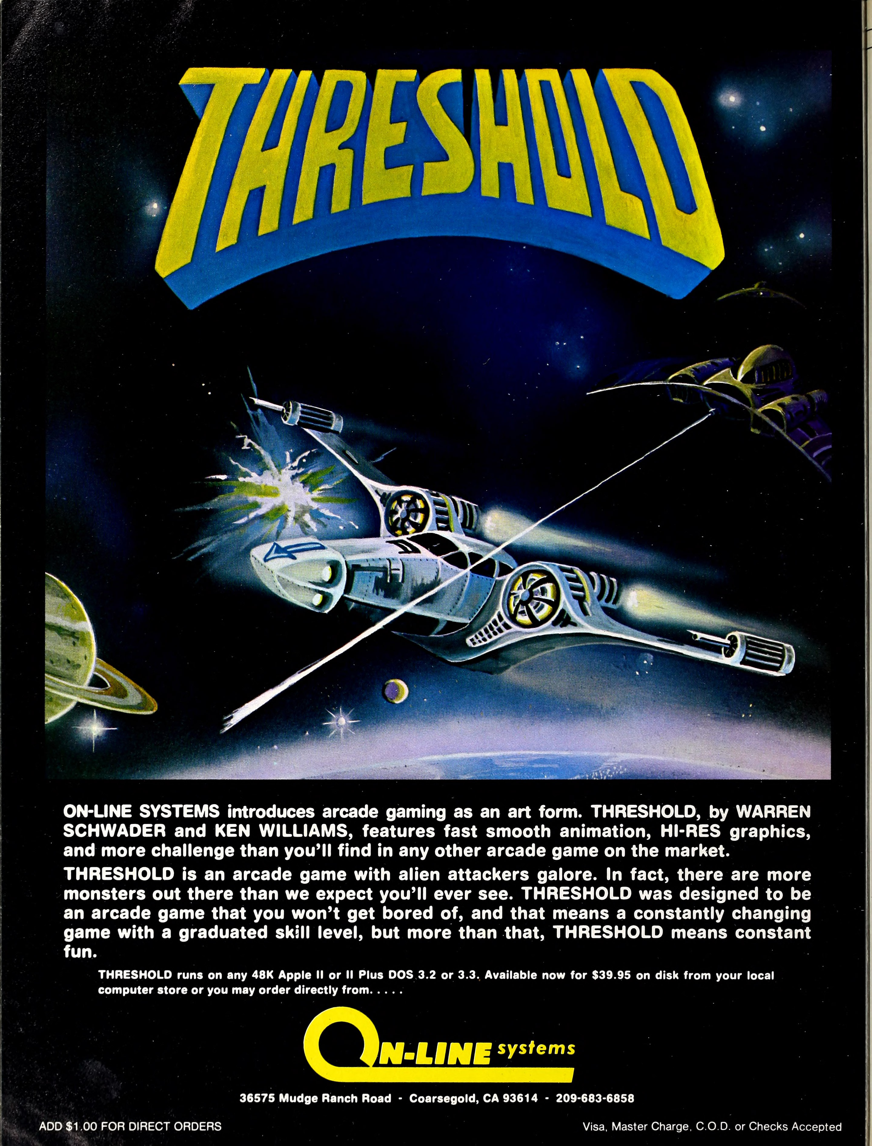 THRESHOLD
ON-LINE SYSTEMS introduces arcade gaming as an art form. THRESHOLD, by WARREN
SCHWADER and KEN WILLIAMS, features fast smooth animation, HI-RES graphics,
and more challenge than you'll find in any other arcade game on the market.
THRESHOLD is an arcade game with alien attackers galore. In fact, there are more
monsters out there than we expect you'll ever see. THRESHOLD was designed to be
an arcade game that you won't get bored of, and that means a constantly changing
game with a graduated skill level, but more than that, THRESHOLD means constant
fun.
THRESHOLD runs on any 48K Apple II or II Plus DOS 3.2 or 3.3. Available now for $39.95 on disk from your local
computer store or you may order directly from. . . . .
ON-LINE systems
36575 Mudge Ranch Road - Coarsegold, CA 93614 - 209-683-6858
ADD $1.00 FOR DIRECT ORDERS
Visa, Master Charge, C.O.D. or Checks Accepted